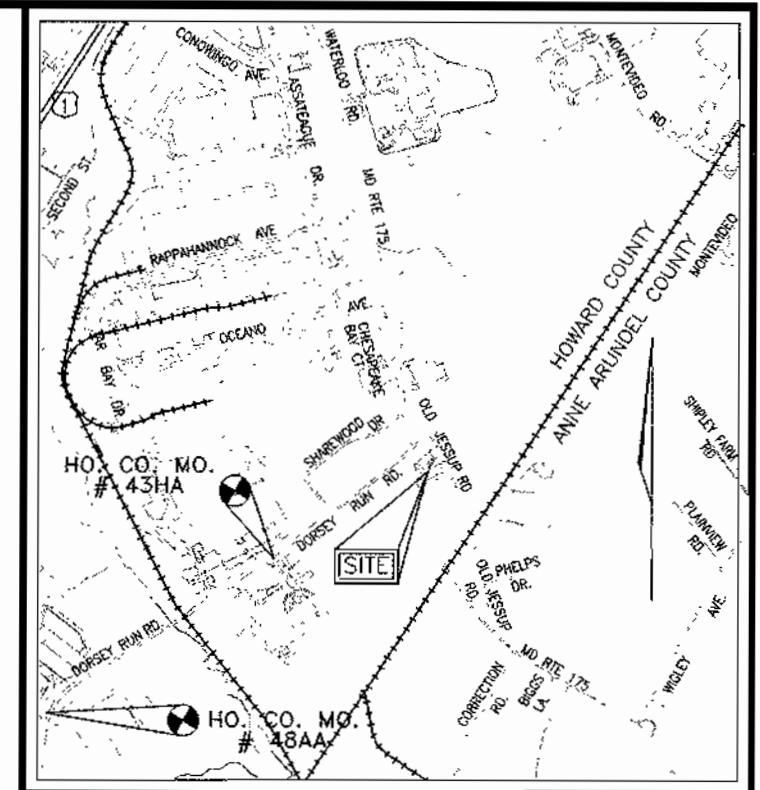 CONOWINGO AVE.
ASSATEAGUE DR.
WATERLOO RD.
MD RTE 175
MONTEVIDEO RD.
1
SECOND ST.
RAPPAHANNOCK AVE
OCEANO AVE.
BAR BAY DR.
CHESAPEAKE
BAY CT.
HOWARD COUNTY
ANNE ARUNDEL COUNTY
MONTEVIDEO
SHIPLEY FARM
RD
PLAINVIEW
RD.
OLD JESSUP RD
SHAREWOOD DR
DORSEY RUN RD.
HO. CO. MO.
# 43HA
SITE
PHELPS
DR.
OLD JESSUP
RD.
MD RTE 175
WIGLEY AVE.
CORRECTION
RD.
BIGGS
LA.
DORSEY RUN RD.
HO. CO. MO.
# 48AA